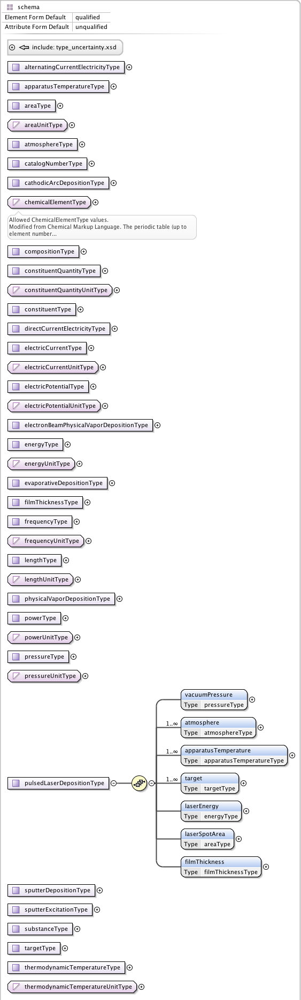 schema
Element Form Default qualified
Attribute Form Default unqualified
include: type_uncertainty.xsd
alternatingCurrentElectricityType
apparatusTemperatureType
areaType
areaUnitType
atmosphereType
catalogNumberType
cathodicArcDepositionType
chemicalElementType
Allowed ChemicalElementType values.
Modified from Chemical Markup Language. The periodic table (up to
element number...
compositionType
constituentQuantityType
constituentQuantityUnitType
constituentType
directCurrentElectricityType
electricCurrentType
electricCurrentUnitType
electricPotentialType
electricPotentialUnitType
electronBeamPhysicalVaporDepositionType
energyType
energyUnitType
evaporativeDepositionType
filmThicknessType
frequencyType
frequencyUnitType
lengthType
lengthUnitType
physicalVaporDepositionType
powerType
powerUnitType
pressureType
pressureUnitType
pulsedLaserDepositionType
vacuumPressure
Type pressureType
1..∞ atmosphere
Type atmosphereType
1..∞ apparatusTemperature
Type apparatusTemperatureType
1..∞ target
Type targetType
laserEnergy
Type energyType
laserSpotArea
Type areaType
filmThickness
Type filmThicknessType
sputterDepositionType
sputterExcitationType
substanceType
targetType
thermodynamicTemperatureType
thermodynamicTemperatureUnitType